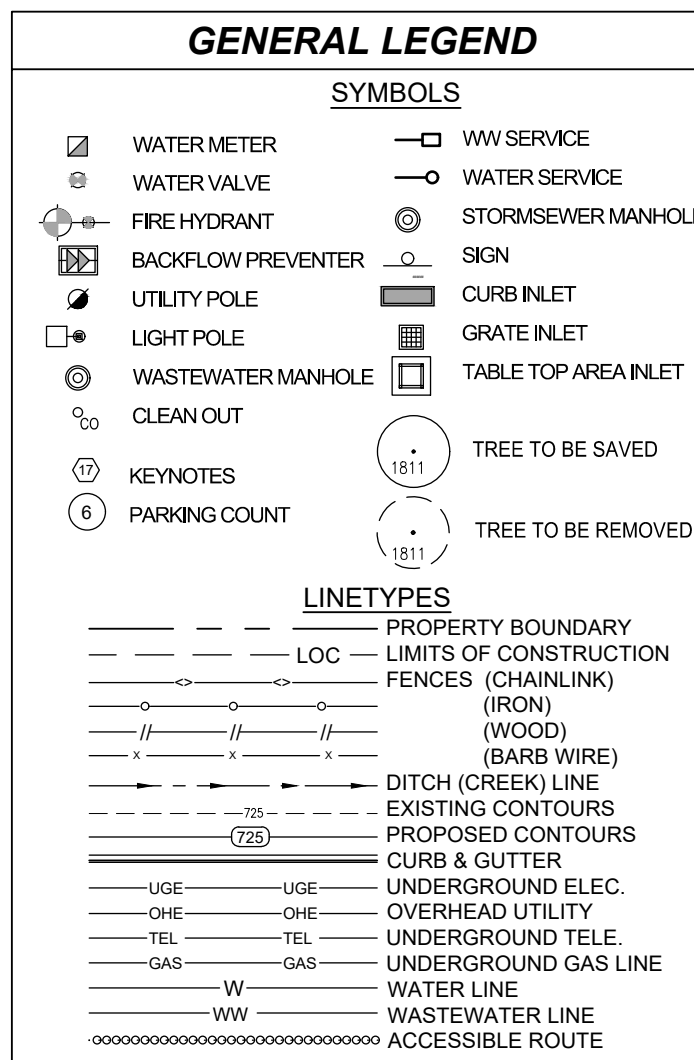 GENERAL LEGEND
SYMBOLS
WATER METER
WATER VALVE
FIRE HYDRANT
BACKFLOW PREVENTER
UTILITY POLE
LIGHT POLE
WASTEWATER MANHOLE
CO CLEAN OUT
17 KEYNOTES
6 PARKING COUNT
WW SERVICE
WATER SERVICE
STORMSEWER MANHOLE
SIGN
CURB INLET
GRATE INLET
TABLE TOP AREA INLET
1811 TREE TO BE SAVED
1811 TREE TO BE REMOVED
LINETYPES
PROPERTY BOUNDARY
LOC LIMITS OF CONSTRUCTION
<> <> FENCES (CHAINLINK)
(IRON)
// // // (WOOD)
x x x (BARB WIRE)
DITCH (CREEK) LINE
725 EXISTING CONTOURS
725 PROPOSED CONTOURS
CURB & GUTTER
UGE UGE UNDERGROUND ELEC.
OHE OHE OVERHEAD UTILITY
TEL TEL UNDERGROUND TELE.
GAS GAS UNDERGROUND GAS LINE
W WATER LINE
WW WASTEWATER LINE
ACCESSIBLE ROUTE